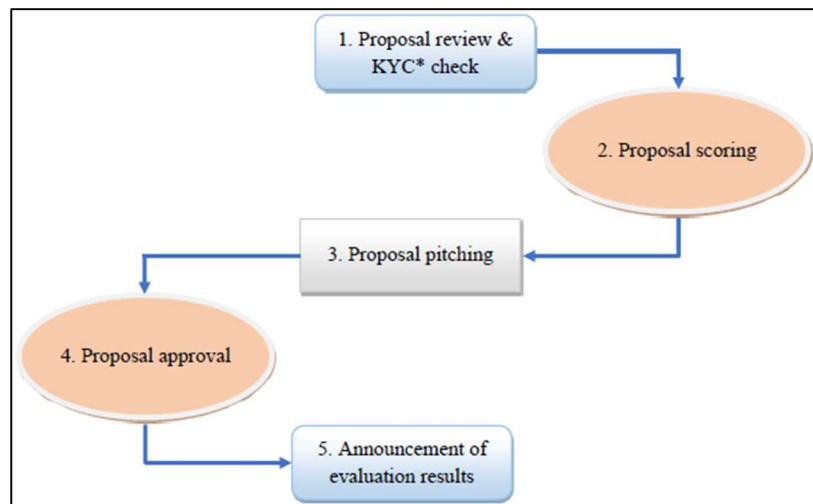 1. Proposal review &
KYC* check
2. Proposal scoring
3. Proposal pitching
4. Proposal approval
5. Announcement of
evaluation results